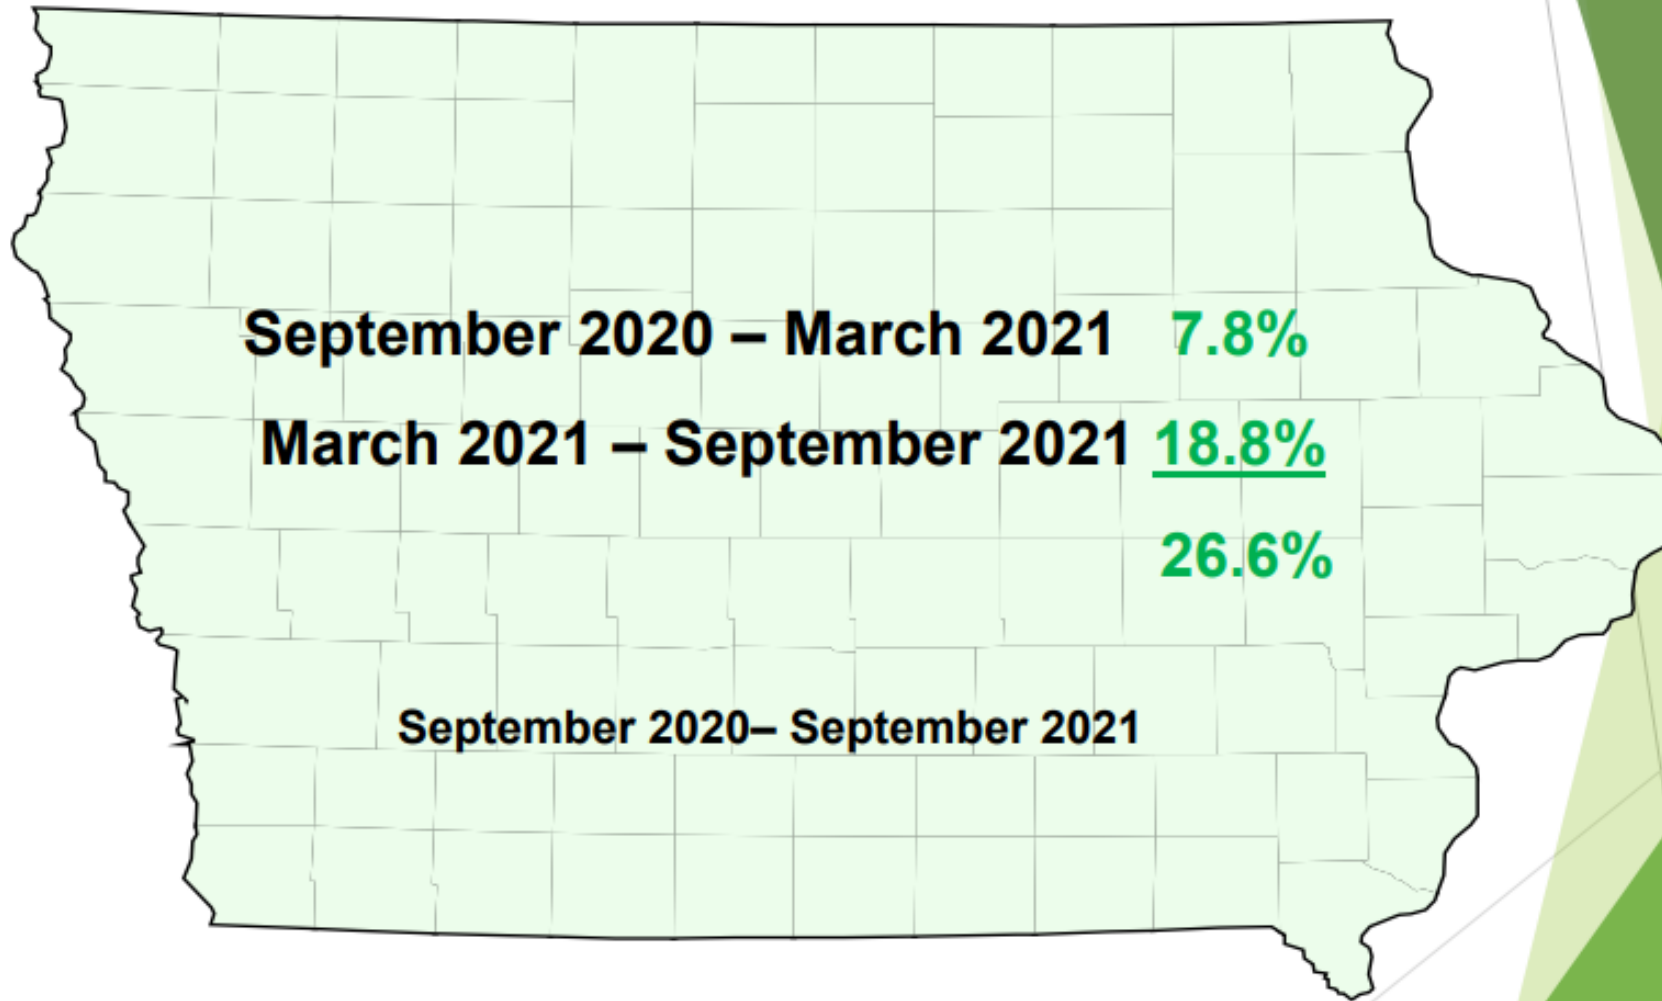 September 2020 – March 2021 7.8%
March 2021 – September 2021 18.8%
26.6%
September 2020– September 2021